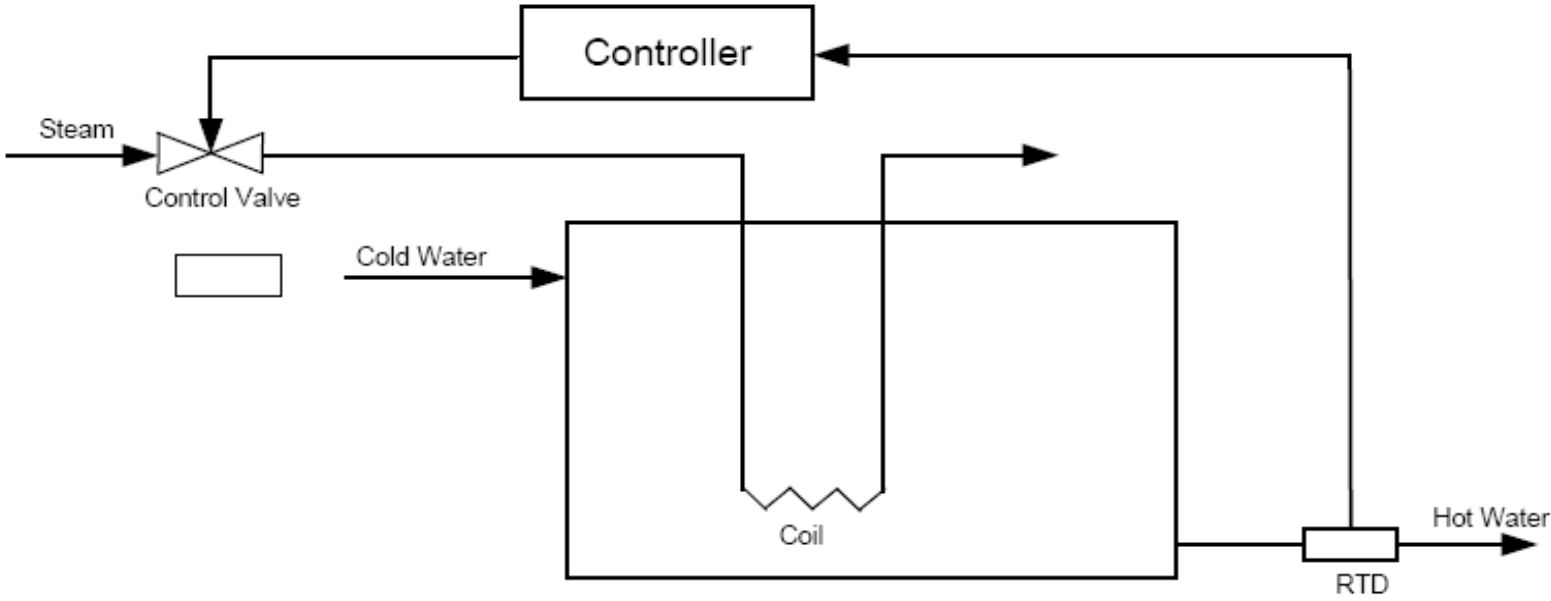 Controller
Steam
Control Valve
Cold Water
Coil
Hot Water
RTD